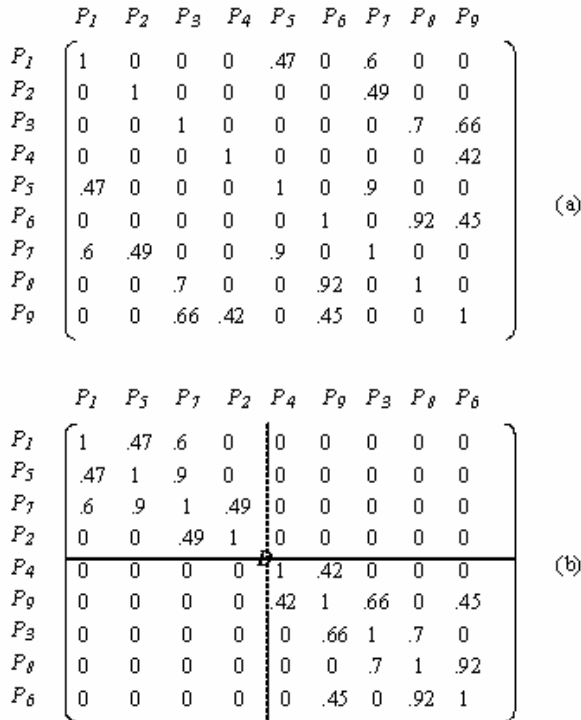 P1 P2 P3 P4 P5 P6 P7 P8 P9
P1 1 0 0 0 .47 0 .6 0 0
P2 0 1 0 0 0 0 .49 0 0
P3 0 0 1 0 0 0 0 .7 .66
P4 0 0 0 1 0 0 0 0 .42
P5 .47 0 0 0 1 0 .9 0 0
(a)
P6 0 0 0 0 0 1 0 .92 .45
P7 .6 .49 0 0 .9 0 1 0 0
P8 0 0 .7 0 0 .92 0 1 0
P9 0 0 .66 .42 0 .45 0 0 1
P1 P5 P7 P2 P4 P9 P3 P8 P6
P1 1 .47 .6 0 0 0 0 0 0
P5 .47 1 .9 0 0 0 0 0 0
P7 .6 .9 1 .49 0 0 0 0 0
P2 0 0 .49 1 0 0 0 0 0
P4 0 0 0 0 1 .42 0 0 0
(b)
P9 0 0 0 0 .42 1 .66 0 .45
P3 0 0 0 0 0 .66 1 .7 0
P8 0 0 0 0 0 0 .7 1 .92
P6 0 0 0 0 0 .45 0 .92 1